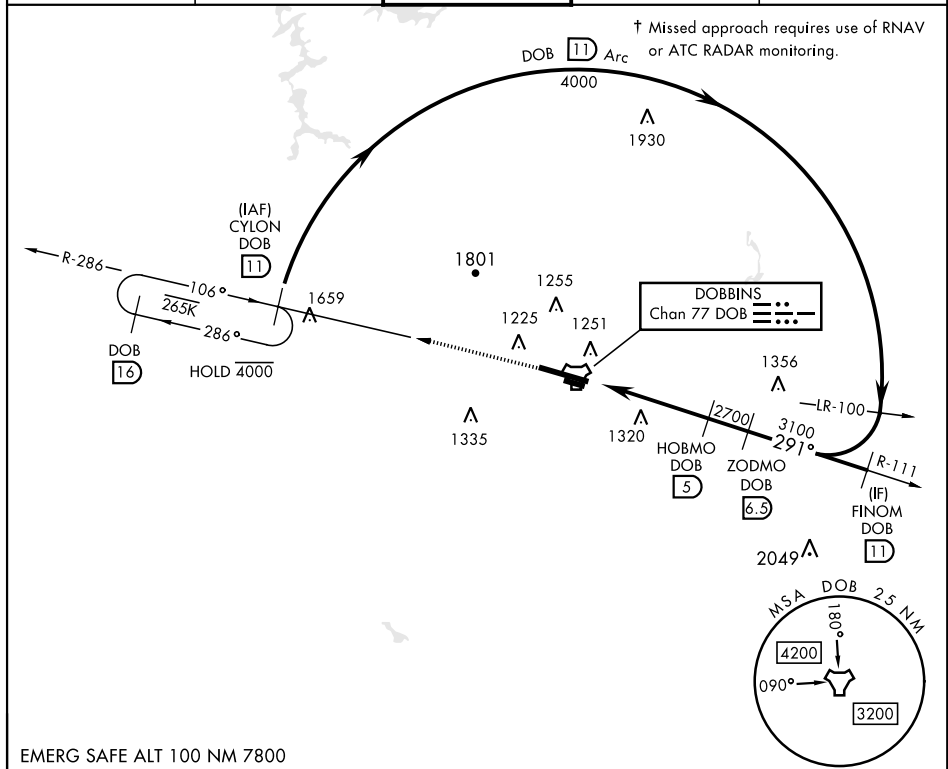 † Missed approach requires use of RNAV
or ATC RADAR monitoring.
DOB 11 Arc
4000
1930
(IAF)
CYLON
DOB
11
R-286
106°
265K
286°
1659
DOB
16
HOLD 4000
1801
1255
1225
1251
DOBBINS
Chan 77 DOB
1356
LR-100
1335
1320
2700
3100
291°
HOBMO
DOB
5
ZODMO
DOB
6.5
R-111
(IF)
FINOM
DOB
11
2049
MSA DOB 25 NM
180°
4200
090°
3200
EMERG SAFE ALT 100 NM 7800